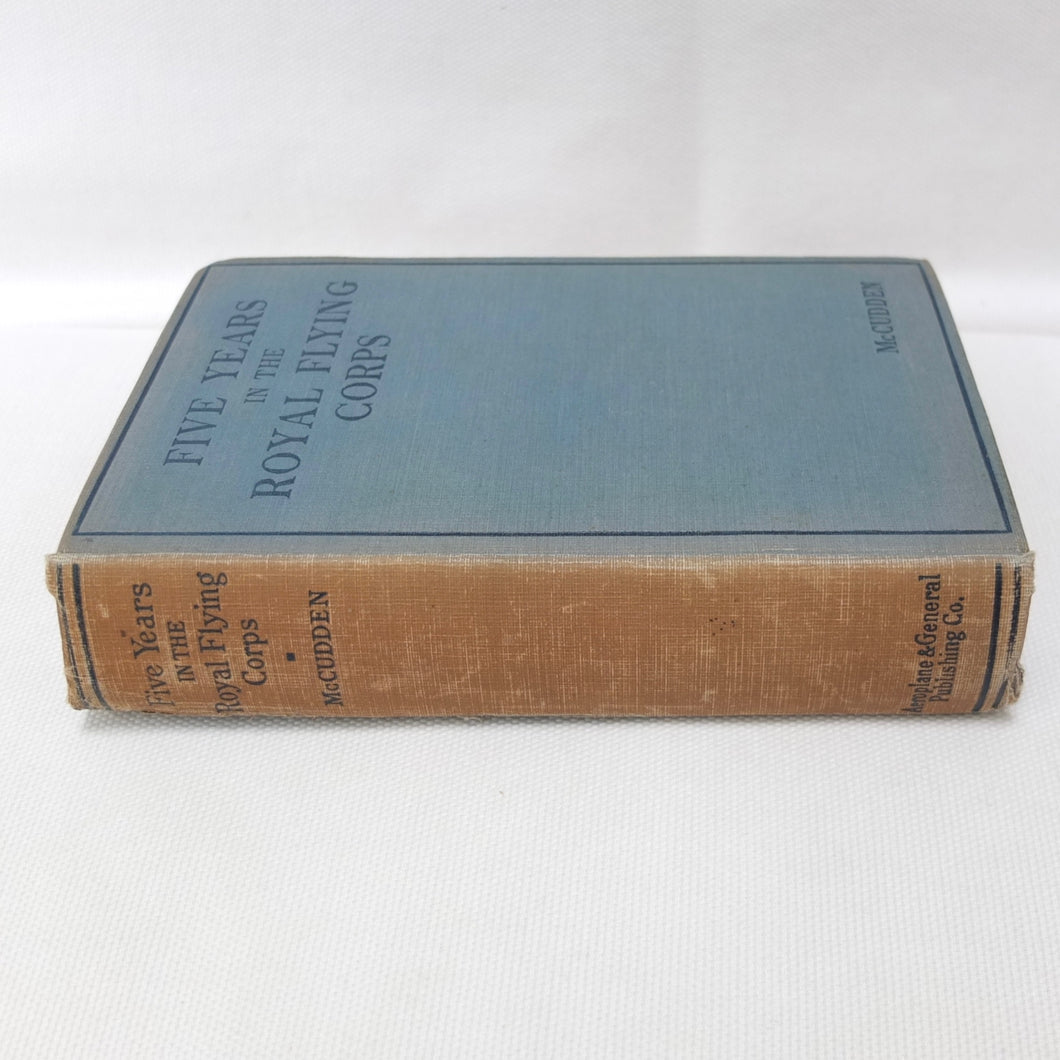 FIVE YEARS
IN THE
ROYAL FLYING
CORPS
McCUDDEN
Five Years
IN THE
Royal Flying
Corps
McCUDDEN
Aeroplane & General
Publishing Co.